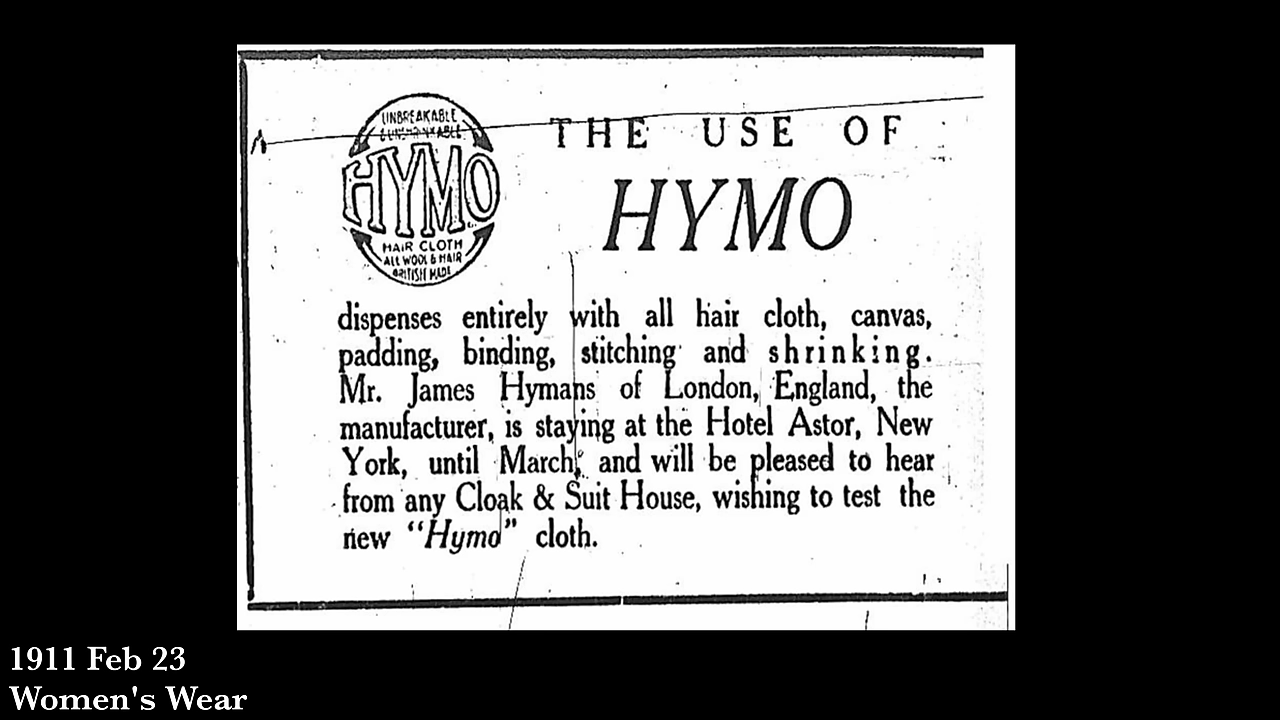 UNBREAKABLE
& UNSHRINKABLE
HYMO
HAIR CLOTH
ALL WOOL & HAIR
BRITISH MADE
THE USE OF
HYMO
dispenses entirely with all hair cloth, canvas,
padding, binding, stitching and shrinking.
Mr. James Hymans of London, England, the
manufacturer, is staying at the Hotel Astor, New
York, until March, and will be pleased to hear
from any Cloak & Suit House, wishing to test the
new "Hymo" cloth.
1911 Feb 23
Women's Wear